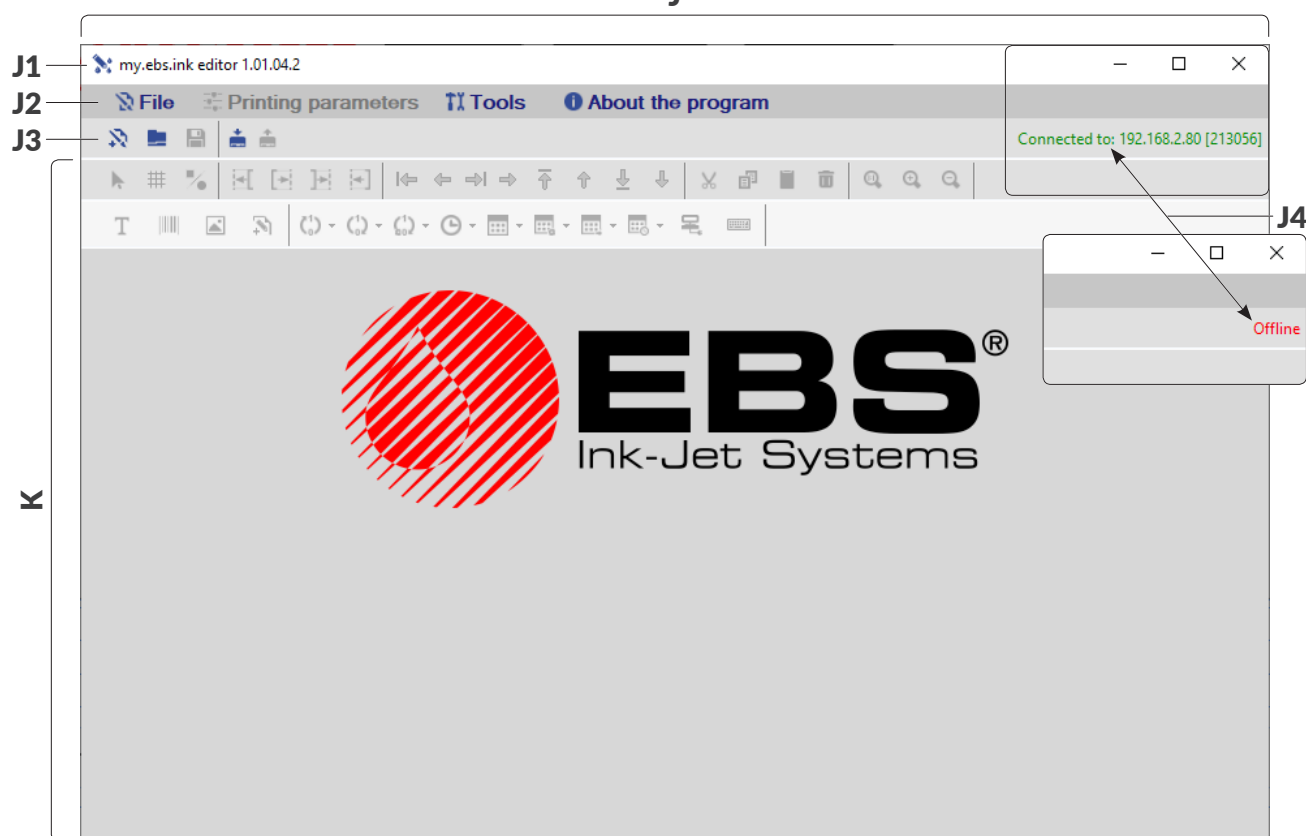 J1 my.ebs.ink editor 1.01.04.2
J2 File Printing parameters Tools About the program
J3 Connected to: 192.168.2.80 [213056]
J4
Offline
EBS®
Ink-Jet Systems
K